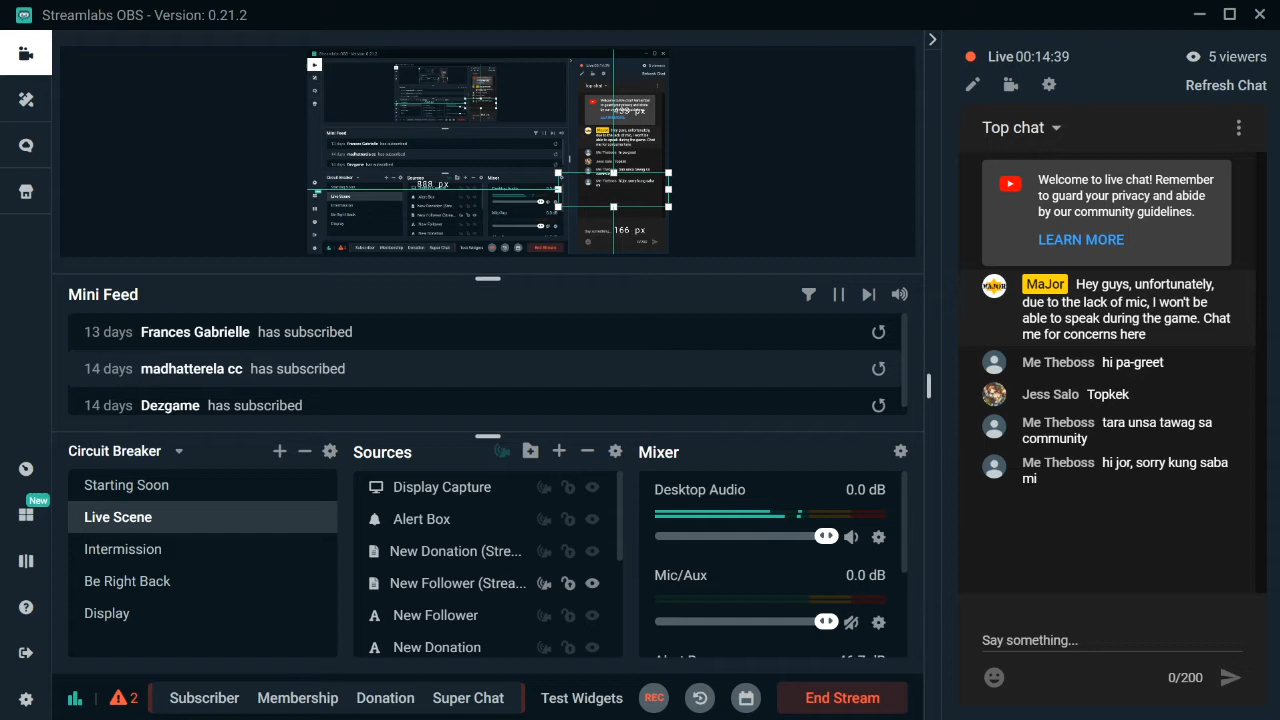 Streamlabs OBS - Version: 0.21.2
Live 00:14:39
5 viewers
Refresh Chat
Top chat
Welcome to live chat! Remember
to guard your privacy and abide
by our community guidelines.
LEARN MORE
MaJor Hey guys, unfortunately,
due to the lack of mic, I won't be
able to speak during the game. Chat
me for concerns here
Me Theboss hi pa-greet
Jess Salo Topkek
Me Theboss tara unsa tawag sa
community
Me Theboss hi jor, sorry kung saba
mi
Say something...
0/200
888 px
166 px
Mini Feed
13 days Frances Gabrielle has subscribed
14 days madhatterela cc has subscribed
14 days Dezgame has subscribed
Circuit Breaker
Starting Soon
Live Scene
Intermission
Be Right Back
Display
Sources
Display Capture
Alert Box
New Donation (Stre...
New Follower (Strea...
New Follower
New Donation
Mixer
Desktop Audio 0.0 dB
Mic/Aux 0.0 dB
New
2
Subscriber
Membership
Donation
Super Chat
Test Widgets
REC
End Stream